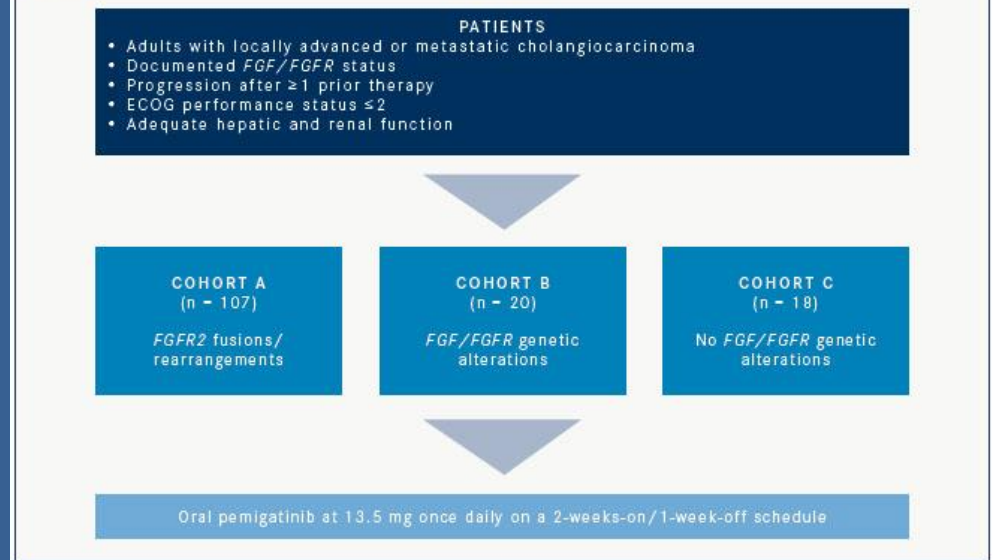 PATIENTS
• Adults with locally advanced or metastatic cholangiocarcinoma
• Documented FGF/FGFR status
• Progression after ≥1 prior therapy
• ECOG performance status ≤2
• Adequate hepatic and renal function
COHORT A
(n = 107)
FGFR2 fusions/
rearrangements
COHORT B
(n = 20)
FGF/FGFR genetic
alterations
COHORT C
(n = 18)
No FGF/FGFR genetic
alterations
Oral pemigatinib at 13.5 mg once daily on a 2-weeks-on/1-week-off schedule